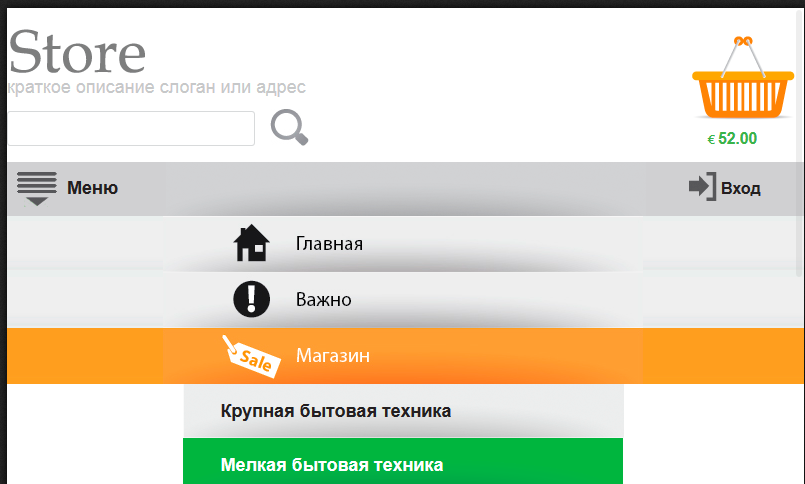 Store
краткое описание слоган или адрес
€ 52.00
Меню
Вход
Главная
Важно
Sale
Магазин
Крупная бытовая техника
Мелкая бытовая техника